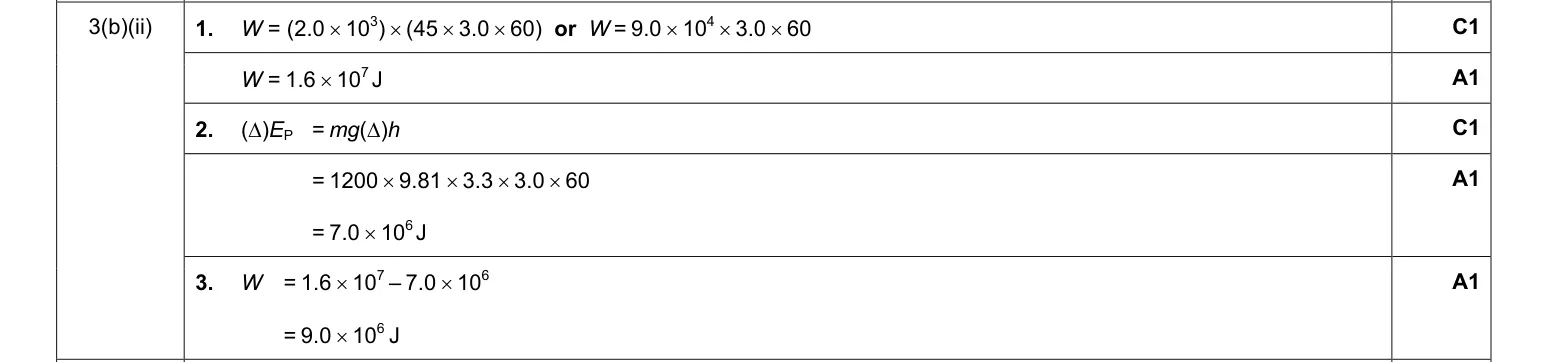 3(b)(ii) 1. W = (2.0 × 10³) × (45 × 3.0 × 60) or W = 9.0 × 10⁴ × 3.0 × 60 C1
W = 1.6 × 10⁷ J A1
2. (Δ)Eₚ = mg(Δ)h C1
= 1200 × 9.81 × 3.3 × 3.0 × 60 A1
= 7.0 × 10⁶ J
3. W = 1.6 × 10⁷ – 7.0 × 10⁶ A1
= 9.0 × 10⁶ J